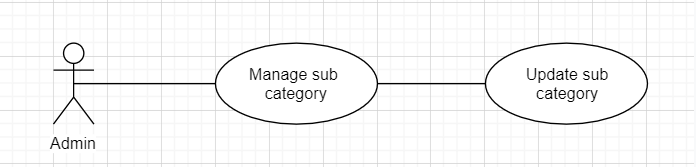 Manage sub
category
Update sub
category
Admin